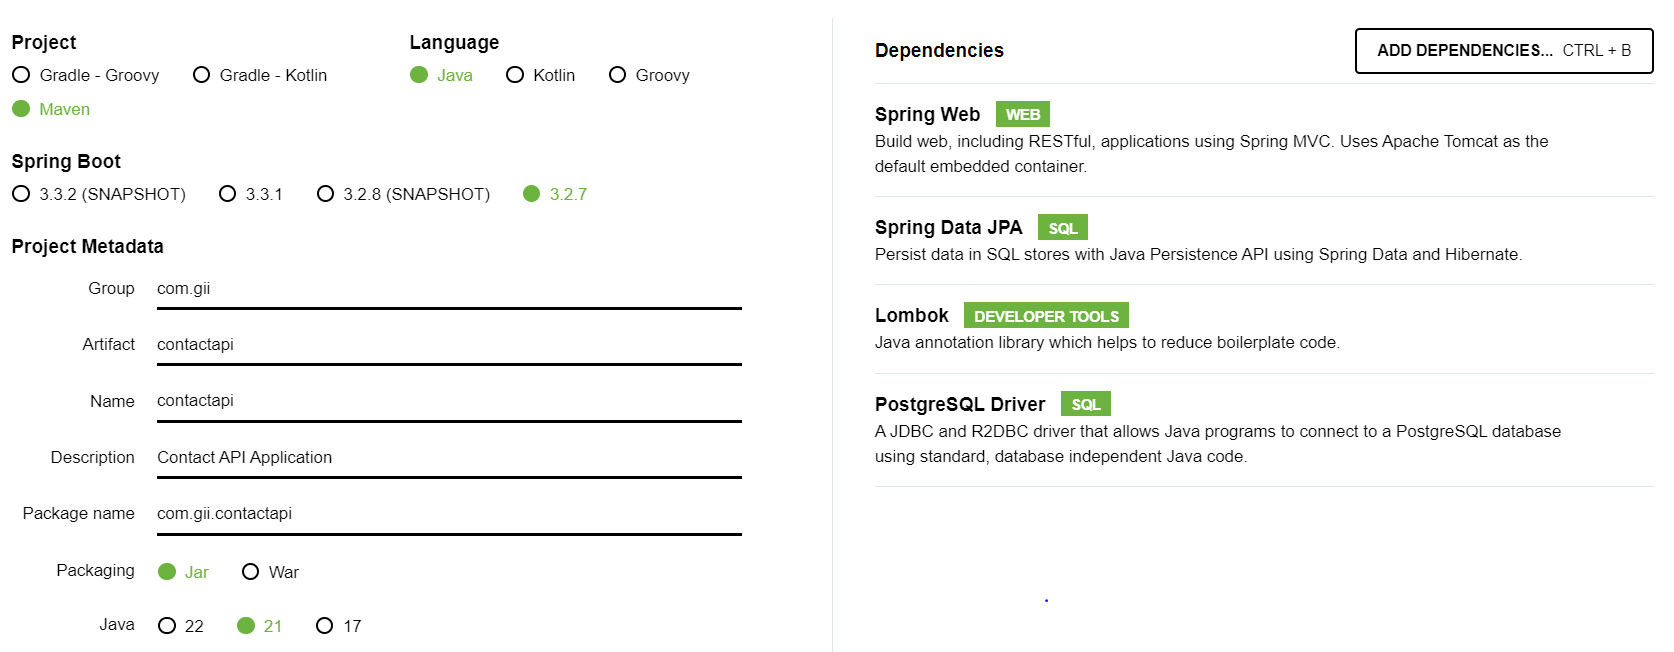 Project
Gradle - Groovy Gradle - Kotlin
Maven
Language
Java Kotlin Groovy
Spring Boot
3.3.2 (SNAPSHOT) 3.3.1 3.2.8 (SNAPSHOT) 3.2.7
Project Metadata
Group com.gii
Artifact contactapi
Name contactapi
Description Contact API Application
Package name com.gii.contactapi
Packaging Jar War
Java 22 21 17
Dependencies ADD DEPENDENCIES... CTRL + B
Spring Web WEB
Build web, including RESTful, applications using Spring MVC. Uses Apache Tomcat as the
default embedded container.
Spring Data JPA SQL
Persist data in SQL stores with Java Persistence API using Spring Data and Hibernate.
Lombok DEVELOPER TOOLS
Java annotation library which helps to reduce boilerplate code.
PostgreSQL Driver SQL
A JDBC and R2DBC driver that allows Java programs to connect to a PostgreSQL database
using standard, database independent Java code.